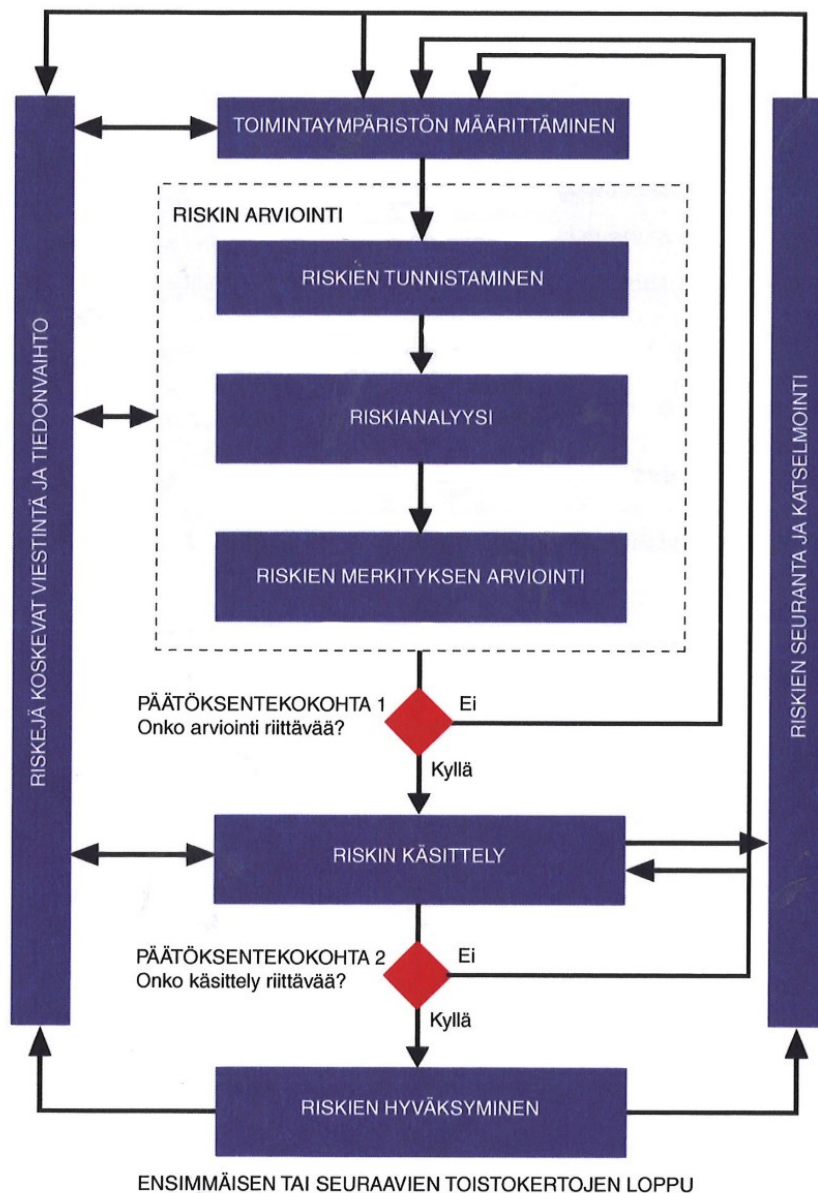 TOIMINTAYMPÄRISTÖN MÄÄRITTÄMINEN
RISKIN ARVIOINTI
RISKIEN TUNNISTAMINEN
RISKIANALYYSI
RISKIEN MERKITYKSEN ARVIOINTI
RISKEJÄ KOSKEVAT VIESTINTÄ JA TIEDONVAIHTO
RISKIEN SEURANTA JA KATSELMOINTI
PÄÄTÖKSENTEKOKOHTA 1
Onko arviointi riittävää?
Ei
Kyllä
RISKIN KÄSITTELY
PÄÄTÖKSENTEKOKOHTA 2
Onko käsittely riittävää?
Ei
Kyllä
RISKIEN HYVÄKSYMINEN
ENSIMMÄISEN TAI SEURAAVIEN TOISTOKERTOJEN LOPPU